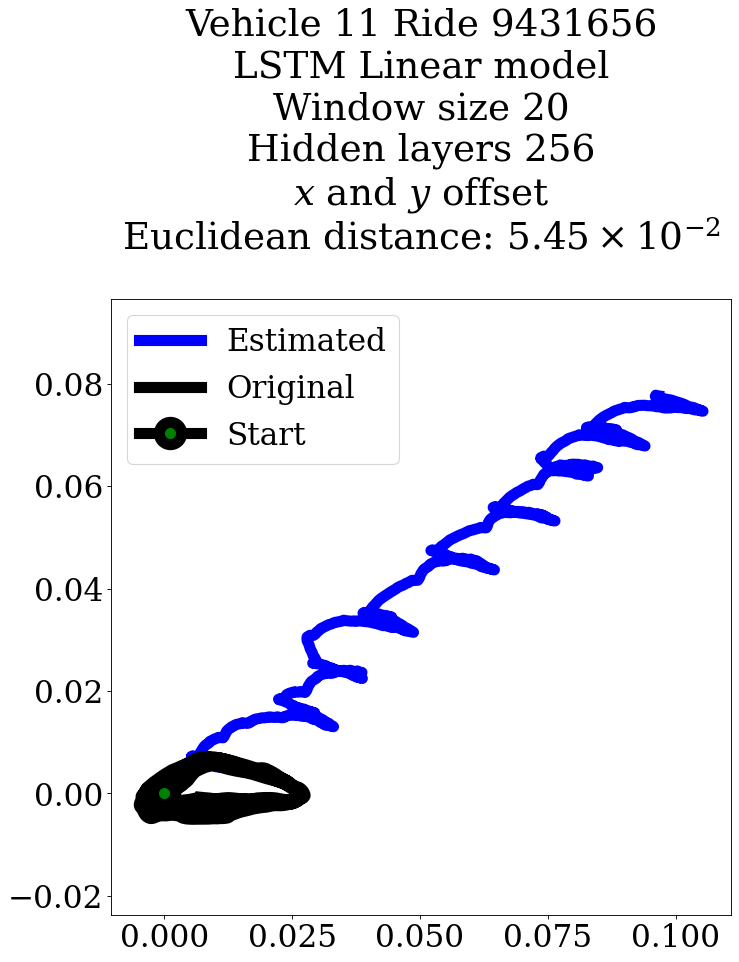 Vehicle 11 Ride 9431656
LSTM Linear model
Window size 20
Hidden layers 256
x and y offset
Euclidean distance: 5.45 × 10⁻²
Estimated
Original
Start
0.08
0.06
0.04
0.02
0.00
−0.02
0.000 0.025 0.050 0.075 0.100